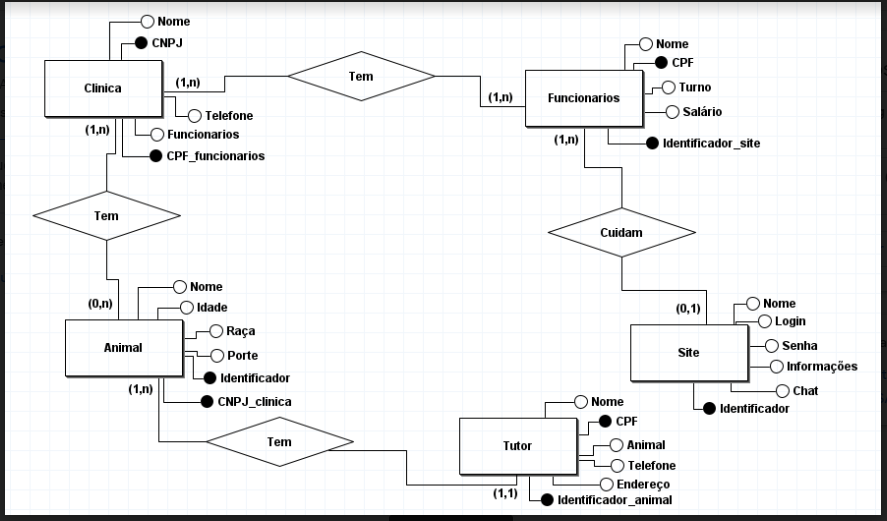 Nome
CNPJ
Clinica
(1,n)
Tem
Telefone
Funcionarios
CPF_funcionarios
(1,n)
Nome
CPF
Turno
Salário
Funcionarios
(1,n)
Identificador_site
(1,n)
Tem
Cuidam
(0,n)
Nome
Idade
Raça
Porte
Animal
Identificador
CNPJ_clinica
(1,n)
(0,1)
Nome
Login
Senha
Informações
Site
Chat
Identificador
Tem
Nome
CPF
Animal
Tutor
Telefone
Endereço
(1,1)
Identificador_animal